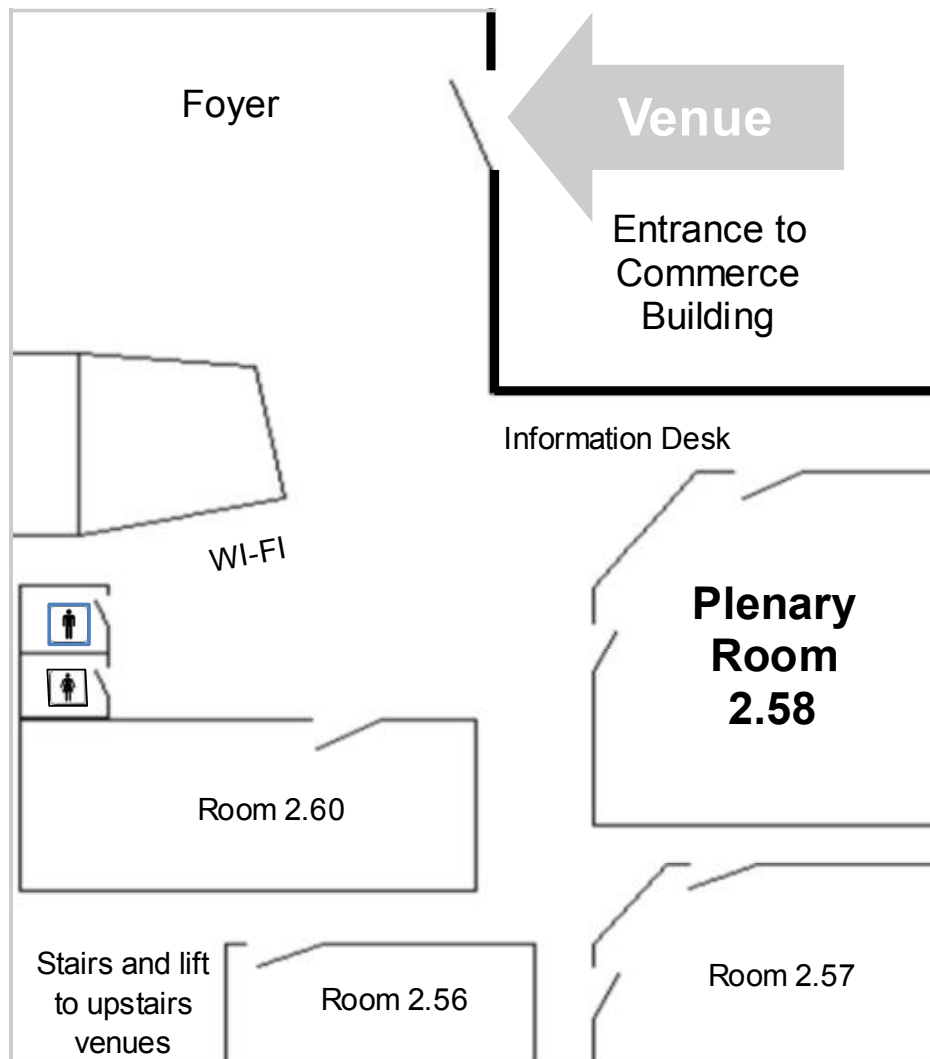 Foyer
Venue
Entrance to
Commerce
Building
Information Desk
WI-FI
Plenary
Room
2.58
Room 2.60
Stairs and lift
to upstairs
venues
Room 2.56
Room 2.57